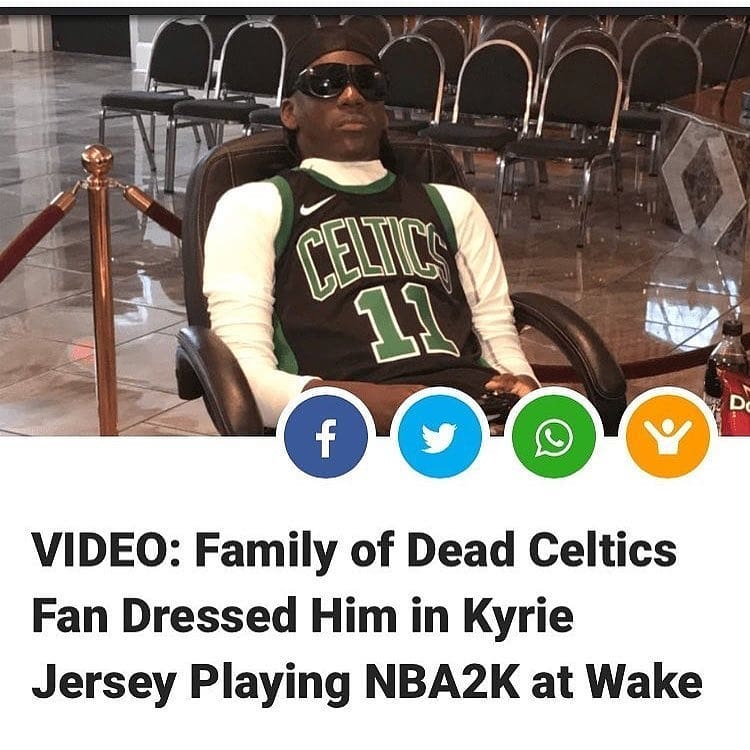 CELTICS
11
Do
f
VIDEO: Family of Dead Celtics
Fan Dressed Him in Kyrie
Jersey Playing NBA2K at Wake